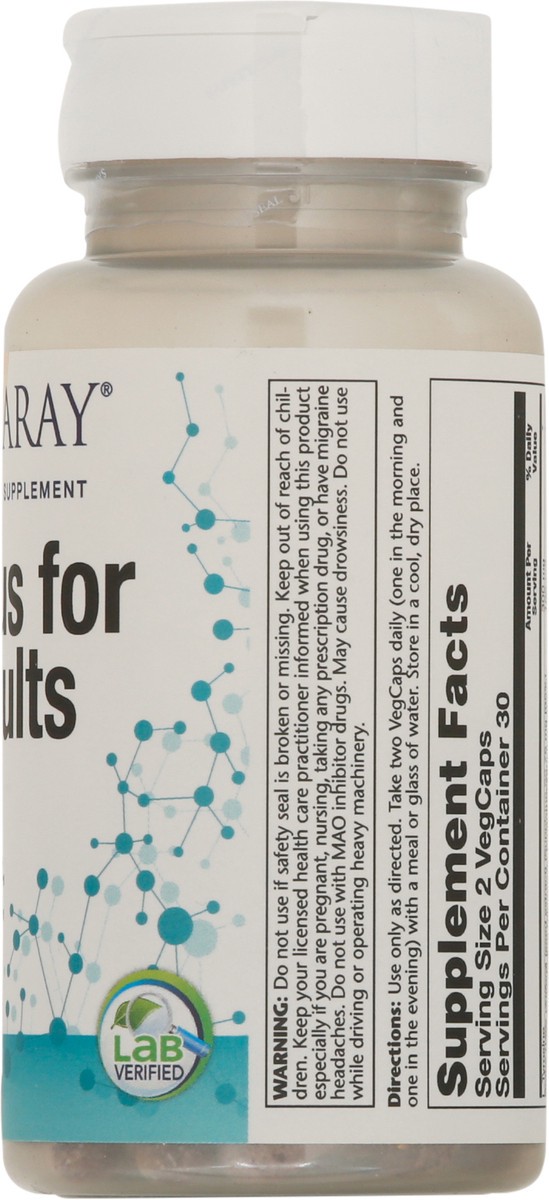 SEAL
ARAY®
SUPPLEMENT
us for
ults
LAB
VERIFIED
WARNING: Do not use if safety seal is broken or missing. Keep out of reach of chil-
dren. Keep your licensed health care practitioner informed when using this product
especially if you are pregnant, nursing, taking any prescription drug, or have migraine
headaches. Do not use with MAO inhibitor drugs. May cause drowsiness. Do not use
while driving or operating heavy machinery.
Directions: Use only as directed. Take two VegCaps daily (one in the morning and
one in the evening) with a meal or glass of water. Store in a cool, dry place.
Supplement Facts
Serving Size 2 VegCaps
Servings Per Container 30
Amount Per
Serving
% Daily
Value